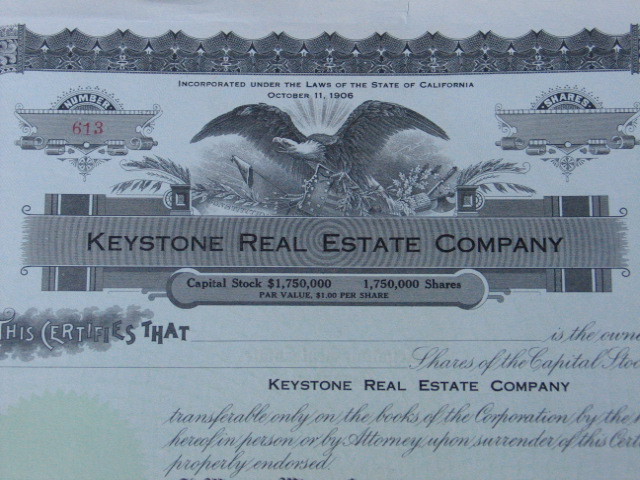 INCORPORATED UNDER THE LAWS OF THE STATE OF CALIFORNIA
OCTOBER 11, 1906
NUMBER
613
SHARES
KEYSTONE REAL ESTATE COMPANY
Capital Stock $1,750,000 1,750,000 Shares
PAR VALUE, $1.00 PER SHARE
THIS CERTIFIES THAT is the owne
Shares of the Capital Stoc
KEYSTONE REAL ESTATE COMPANY
transferable only on the books of the Corporation by the
hereof in person or by Attorney upon surrender of this Cert
properly endorsed.